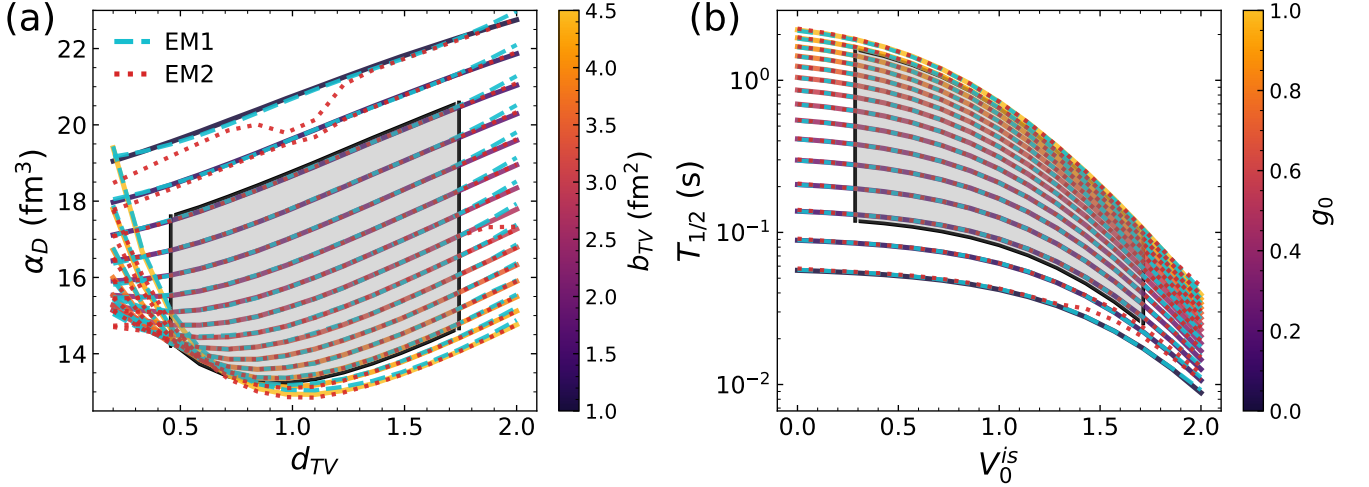 (a)
EM1
EM2
α_D (fm³)
22
20
18
16
14
0.5 1.0 1.5 2.0
d_TV
4.5
4.0
3.5
3.0
2.5
2.0
1.5
1.0
b_TV (fm²)
(b)
T_1/2 (s)
10⁰
10⁻¹
10⁻²
0.0 0.5 1.0 1.5 2.0
V_0^is
1.0
0.8
0.6
0.4
0.2
0.0
g_0